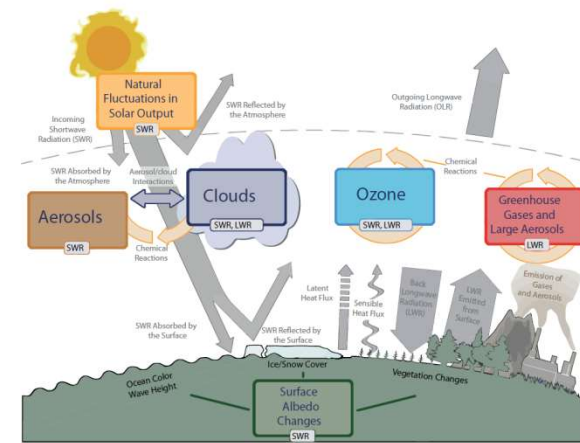 Natural
Fluctuations in
Solar Output
SWR
SWR Reflected by
the Atmosphere
Outgoing Longwave
Radiation (OLR)
Incoming
Shortwave
Radiation (SWR)
SWR Absorbed by
the Atmosphere
Aerosol/cloud
Interactions
Chemical
Reactions
Aerosols
SWR
Clouds
SWR, LWR
Ozone
SWR, LWR
Greenhouse
Gases and
Large Aerosols
LWR
Chemical
Reactions
Latent
Heat Flux
Sensible
Heat Flux
Back
Longwave
Radiation
(LWR)
LWR
Emitted
from
Surface
Emission of
Gases
and Aerosols
SWR Absorbed by
the Surface
SWR Reflected by
the Surface
Ice/Snow Cover
Ocean Color
Wave Height
Vegetation Changes
Surface
Albedo
Changes
SWR